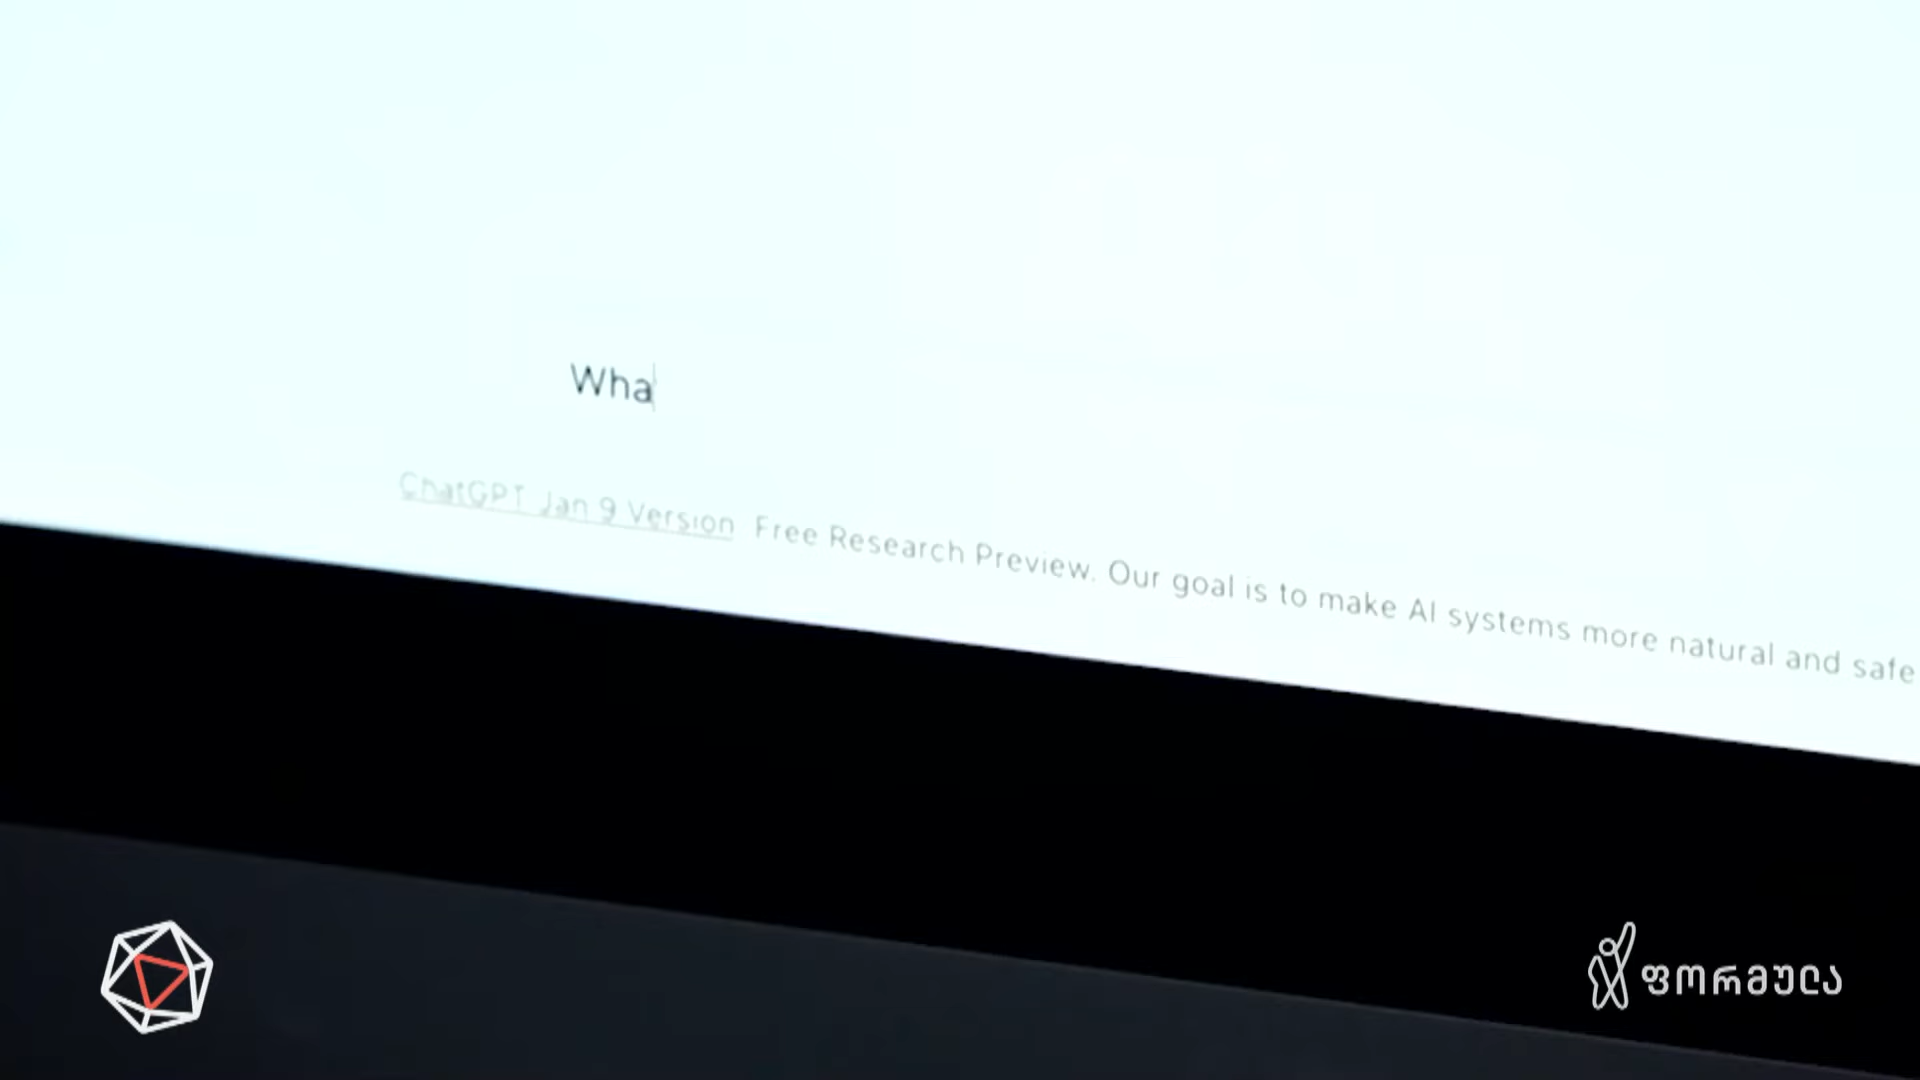 Wha
ChatGPT Jan 9 Version Free Research Preview. Our goal is to make AI systems more natural and safe
ფორმულა